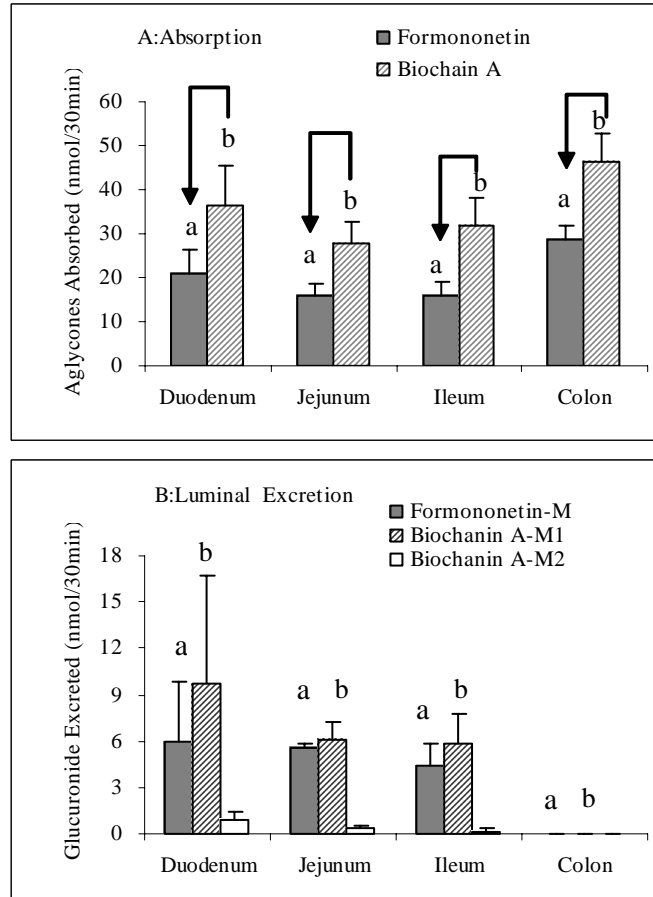 A:Absorption
Formononetin
Biochain A
Aglycones Absorbed (nmol/30min)
60
50
40
30
20
10
0
a
b
a
b
a
b
a
b
Duodenum
Jejunum
Ileum
Colon
B:Luminal Excretion
Formononetin-M
Biochanin A-M1
Biochanin A-M2
Glucuronide Excreted (nmol/30min)
18
15
12
9
6
3
0
a
b
a
b
a
b
a
b
Duodenum
Jejunum
Ileum
Colon